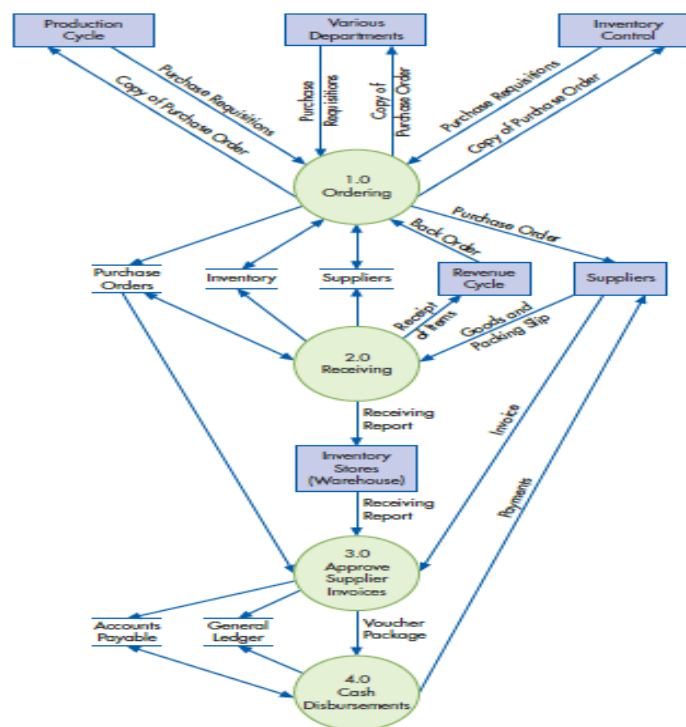 Production
Cycle
Various
Departments
Inventory
Control
Purchase Requisitions
Copy of Purchase Order
Purchase
Requisitions
Copy of
Purchase Order
Purchase Requisitions
Copy of Purchase Order
1.0
Ordering
Purchase Order
Back Order
Purchase
Orders
Inventory
Suppliers
Revenue
Cycle
Suppliers
Receipt
of Items
Goods and
Packing Slip
2.0
Receiving
Receiving
Report
Invoice
Inventory
Stores
(Warehouse)
Payments
Receiving
Report
3.0
Approve
Supplier
Invoices
Accounts
Payable
General
Ledger
Voucher
Package
4.0
Cash
Disbursements